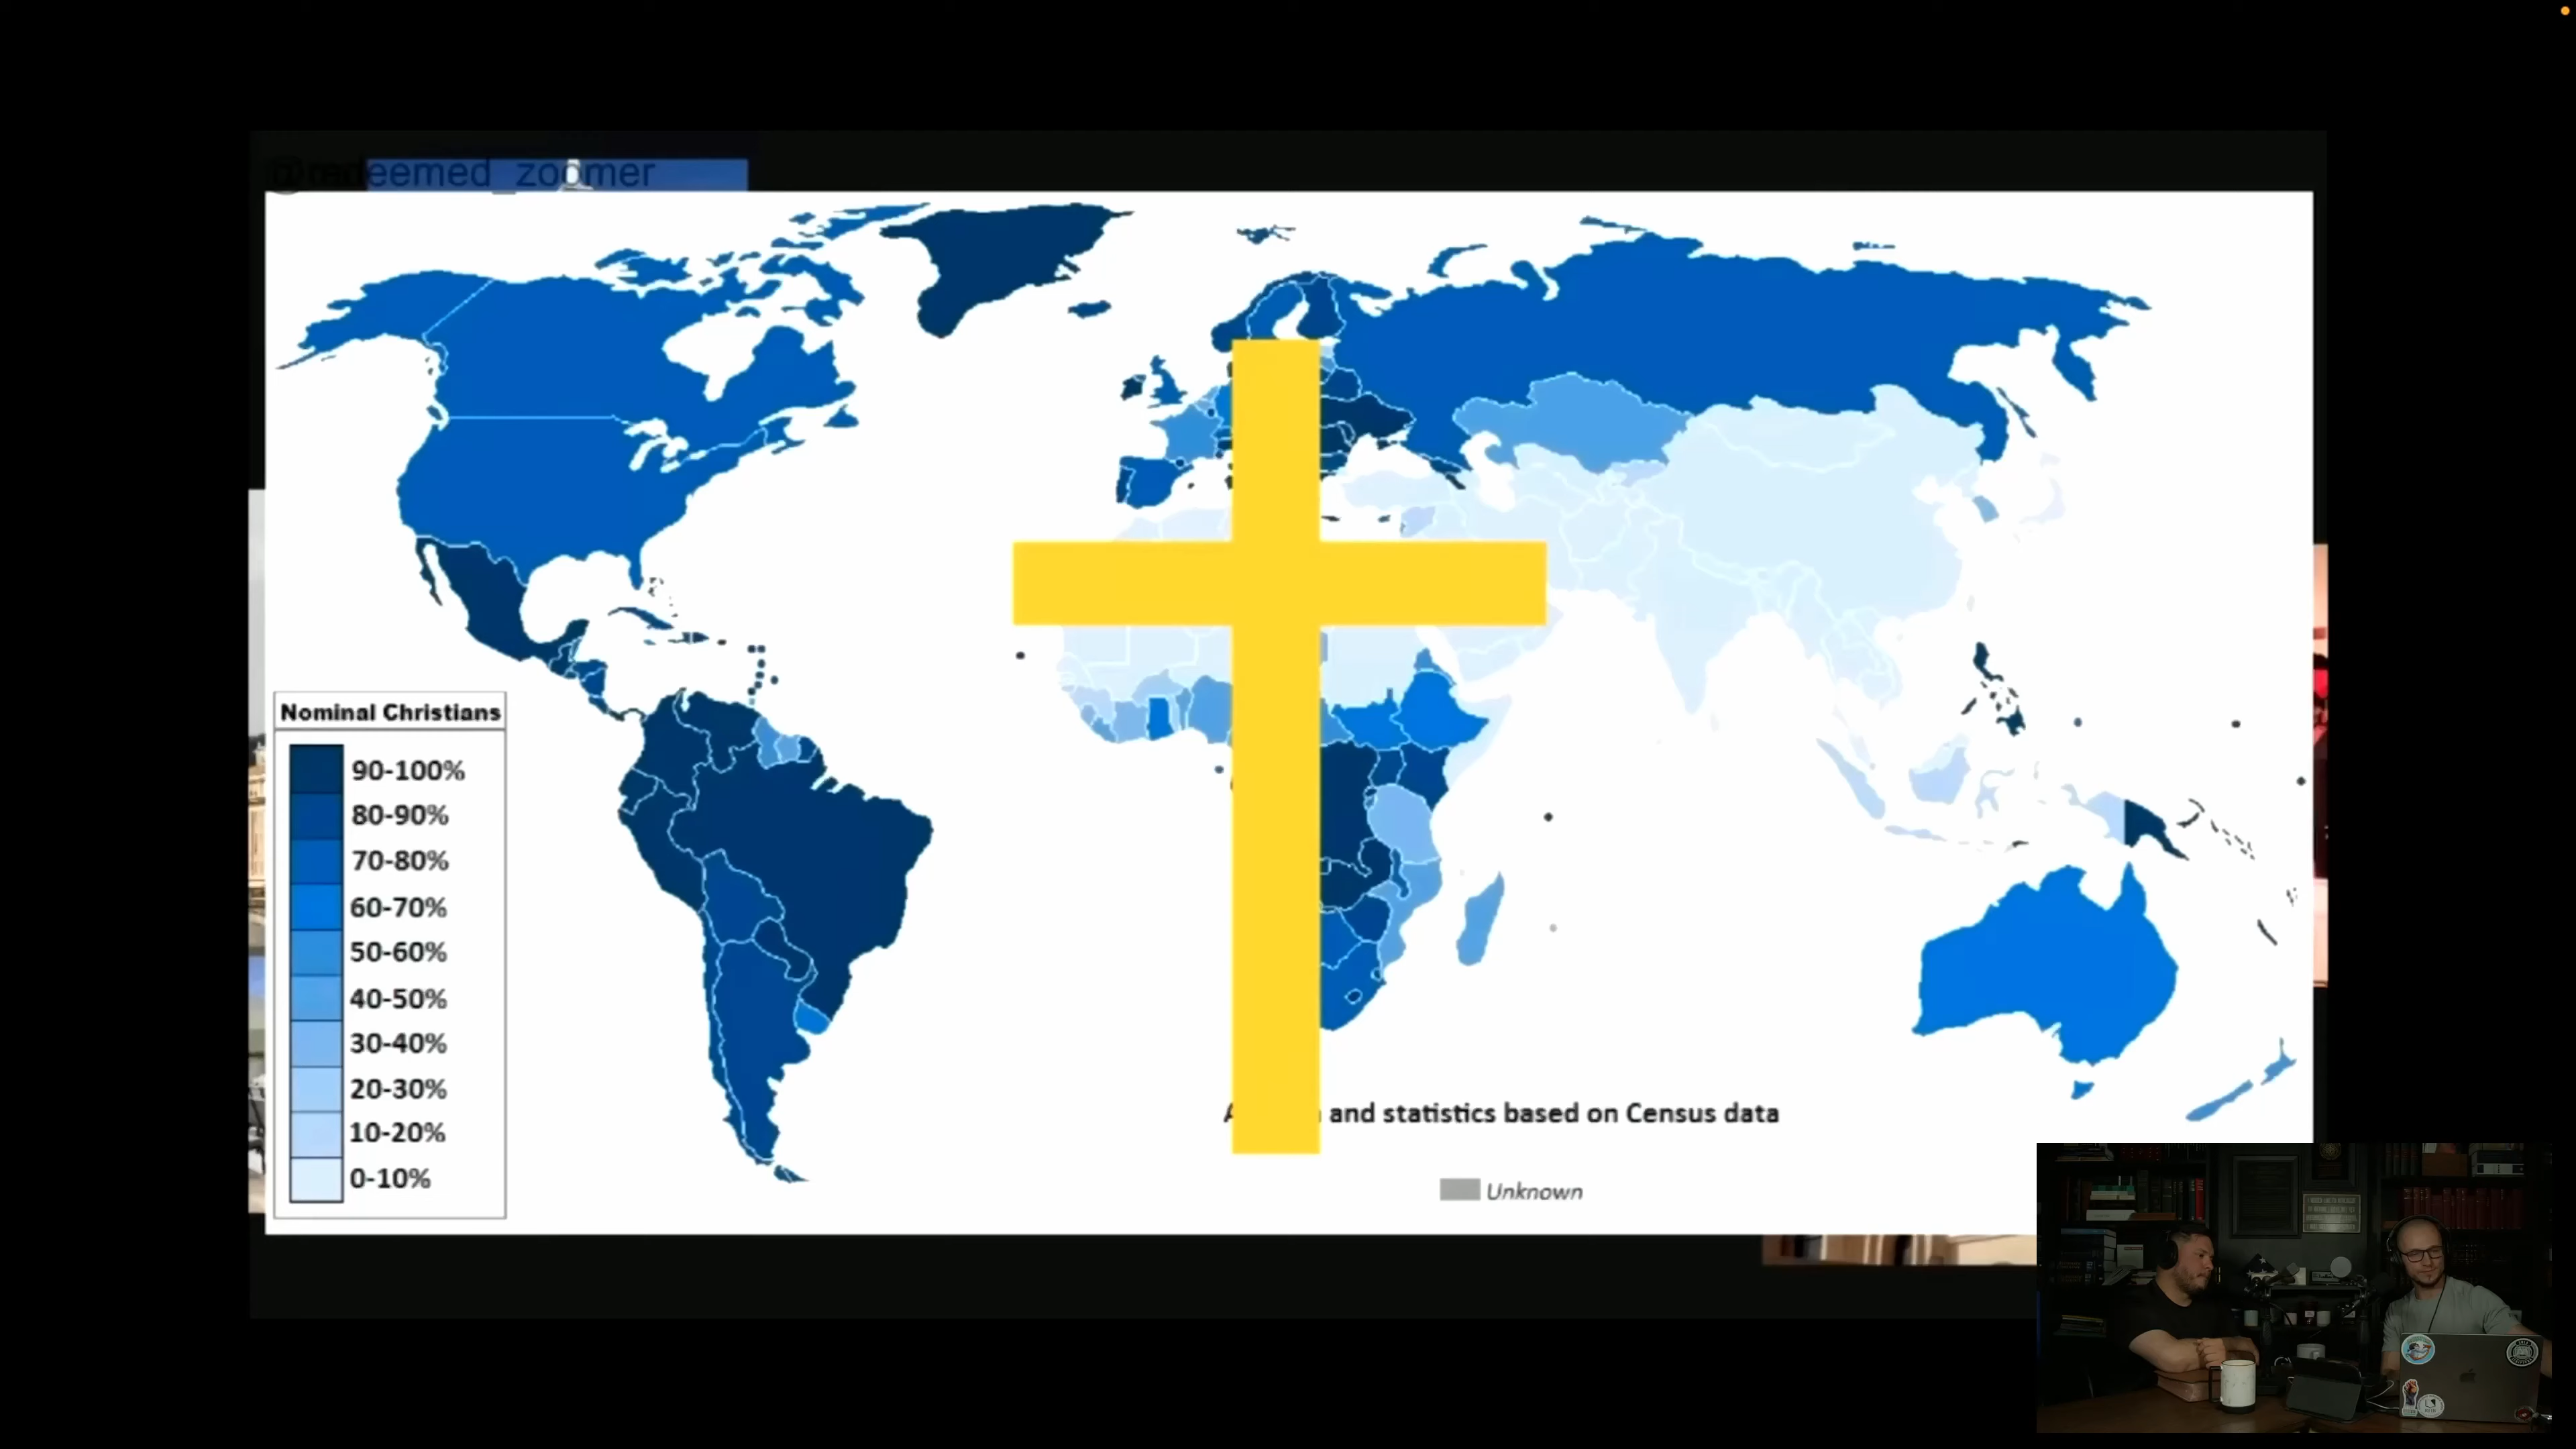 @redeemed_zoomer
Nominal Christians
90-100%
80-90%
70-80%
60-70%
50-60%
40-50%
30-40%
20-30%
10-20%
0-10%
and statistics based on Census data
Unknown